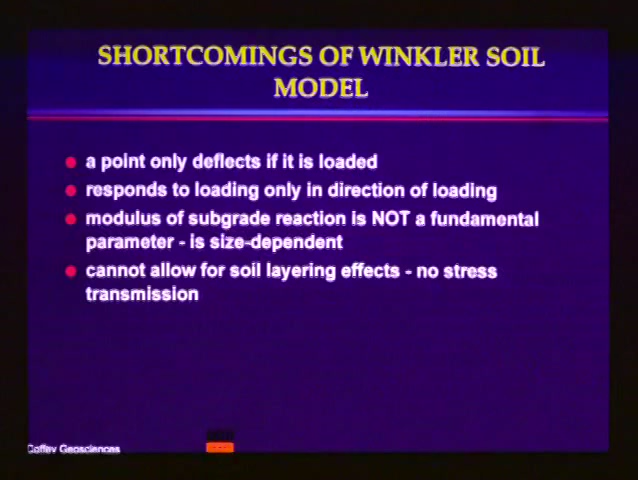 SHORTCOMINGS OF WINKLER SOIL
MODEL
a point only deflects if it is loaded
responds to loading only in direction of loading
modulus of subgrade reaction is NOT a fundamental
parameter - is size-dependent
cannot allow for soil layering effects - no stress
transmission
Coffey Geosciences